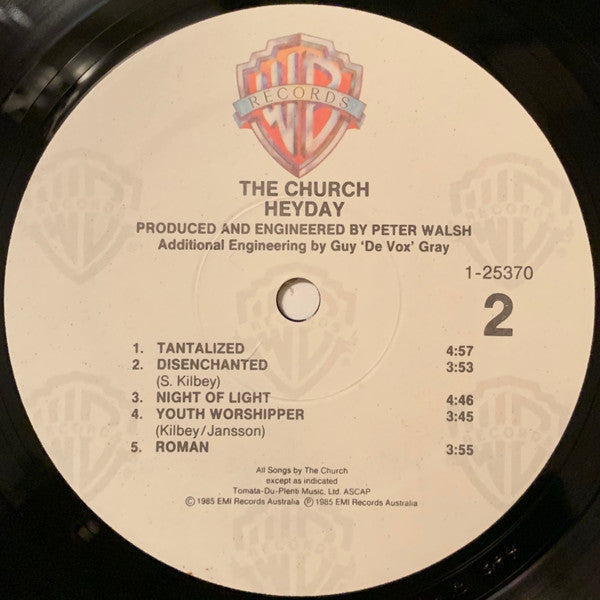 WB
RECORDS
THE CHURCH
HEYDAY
PRODUCED AND ENGINEERED BY PETER WALSH
Additional Engineering by Guy 'De Vox' Gray
1-25370
2
1. TANTALIZED 4:57
2. DISENCHANTED 3:53
(S. Kilbey)
3. NIGHT OF LIGHT 4:46
4. YOUTH WORSHIPPER 3:45
(Kilbey/Jansson)
5. ROMAN 3:55
All Songs by The Church
except as indicated
Tomata-Du-Plenti Music, Ltd. ASCAP
© 1985 EMI Records Australia ℗ 1985 EMI Records Australia